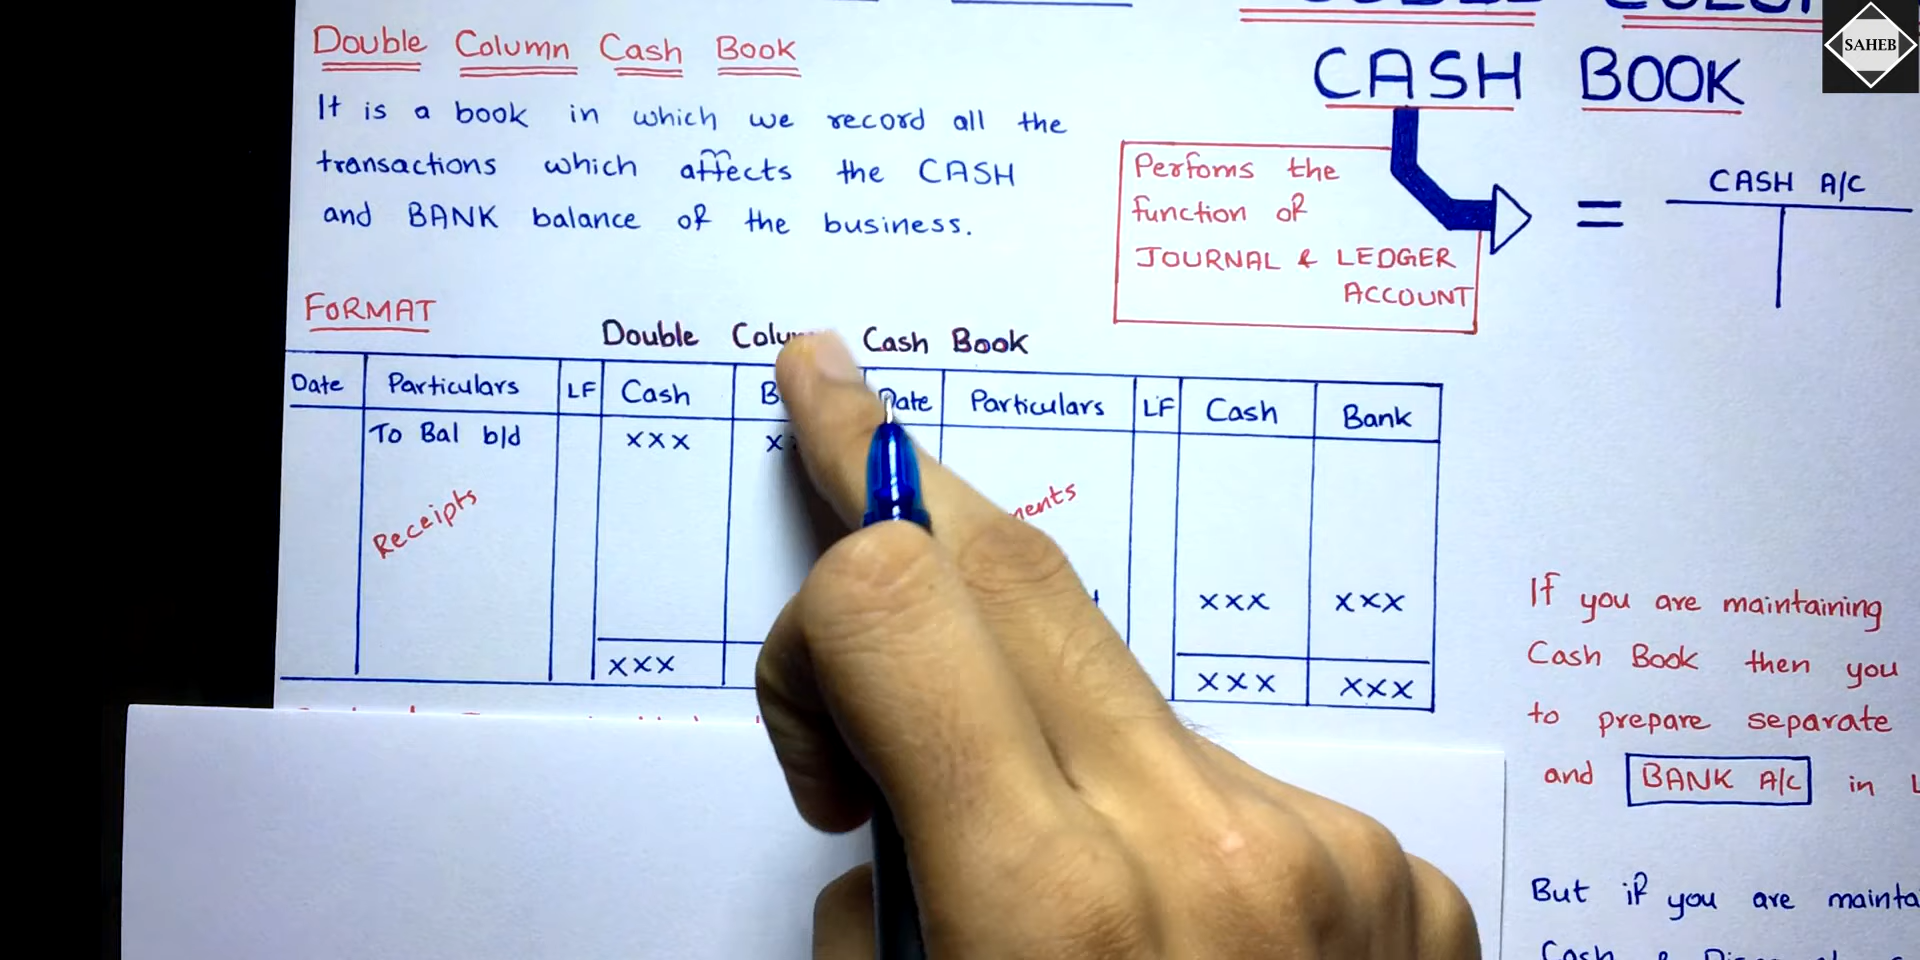 Double Column Cash Book
It is a book in which we record all the
transactions which affects the CASH
and BANK balance of the business.
CASH BOOK
SAHEB
Perfoms the
function of
JOURNAL & LEDGER
ACCOUNT
=
CASH A/C
FORMAT
Double Cash Book
Date Particulars LF Cash Date Particulars LF Cash Bank
To Bal b/d xxx
Receipts
xxx xxx
xxx xxx xxx
If you are maintaining
Cash Book then you
to prepare separate
and BANK A/C in
But if you are
Cash &